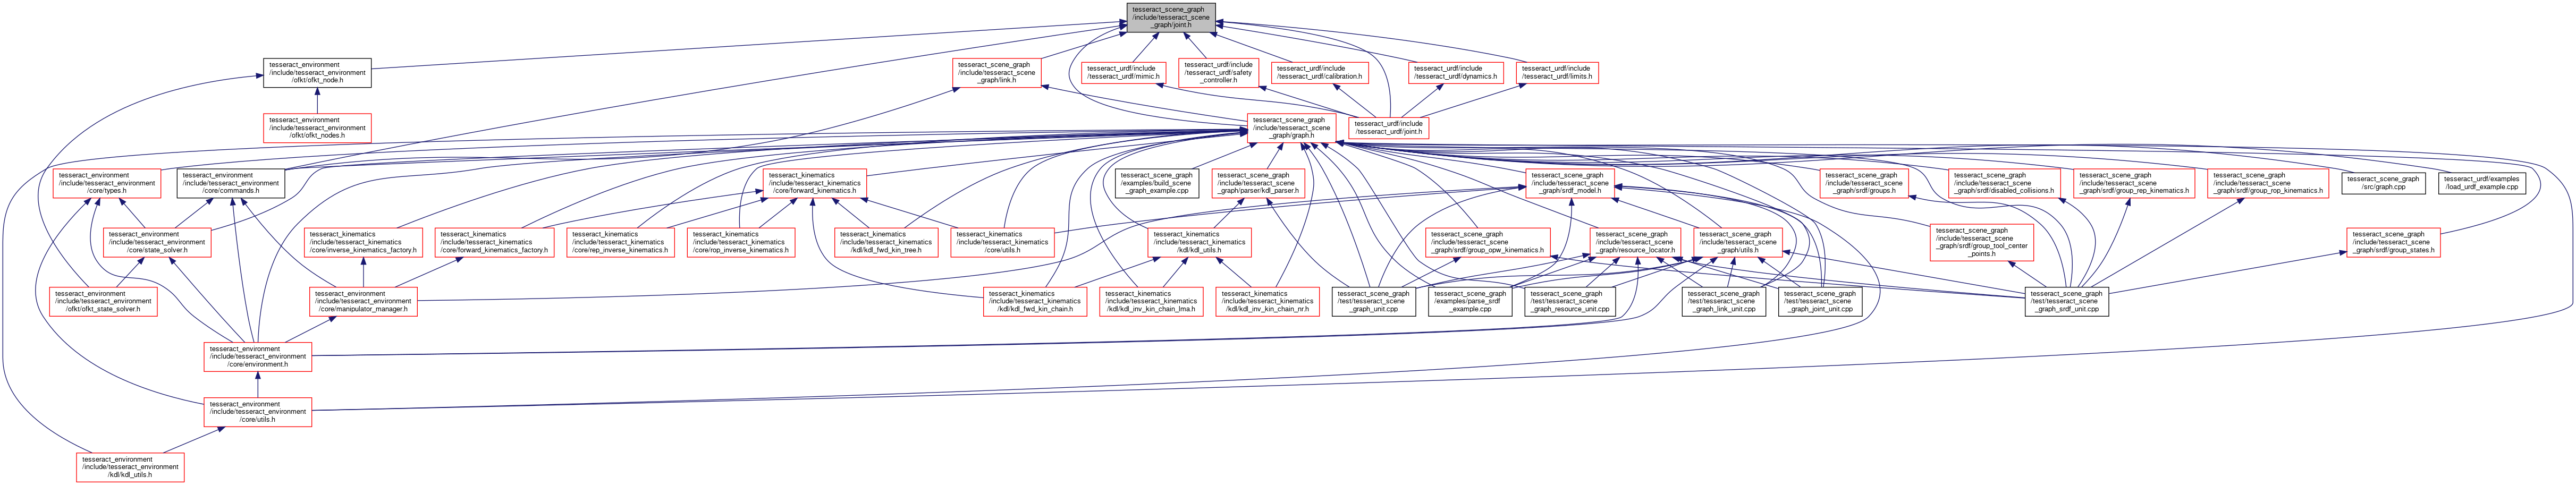 tesseract_scene_graph
/include/tesseract_scene
_graph/joint.h
tesseract_environment
/include/tesseract_environment
/ofkt/ofkt_node.h
tesseract_scene_graph
/include/tesseract_scene
_graph/link.h
tesseract_urdf/include
/tesseract_urdf/mimic.h
tesseract_urdf/include
/tesseract_urdf/safety
_controller.h
tesseract_urdf/include
/tesseract_urdf/calibration.h
tesseract_urdf/include
/tesseract_urdf/dynamics.h
tesseract_urdf/include
/tesseract_urdf/limits.h
tesseract_environment
/include/tesseract_environment
/ofkt/ofkt_nodes.h
tesseract_scene_graph
/include/tesseract_scene
_graph/graph.h
tesseract_urdf/include
/tesseract_urdf/joint.h
tesseract_environment
/include/tesseract_environment
/core/types.h
tesseract_environment
/include/tesseract_environment
/core/commands.h
tesseract_kinematics
/include/tesseract_kinematics
/core/forward_kinematics.h
tesseract_scene_graph
/examples/build_scene
_graph_example.cpp
tesseract_scene_graph
/include/tesseract_scene
_graph/parser/kdl_parser.h
tesseract_scene_graph
/include/tesseract_scene
_graph/srdf_model.h
tesseract_scene_graph
/include/tesseract_scene
_graph/srdf/groups.h
tesseract_scene_graph
/include/tesseract_scene
_graph/srdf/disabled_collisions.h
tesseract_scene_graph
/include/tesseract_scene
_graph/srdf/group_rep_kinematics.h
tesseract_scene_graph
/include/tesseract_scene
_graph/srdf/group_rop_kinematics.h
tesseract_scene_graph
/src/graph.cpp
tesseract_urdf/examples
/load_urdf_example.cpp
tesseract_environment
/include/tesseract_environment
/core/state_solver.h
tesseract_kinematics
/include/tesseract_kinematics
/core/inverse_kinematics_factory.h
tesseract_kinematics
/include/tesseract_kinematics
/core/forward_kinematics_factory.h
tesseract_kinematics
/include/tesseract_kinematics
/core/rep_inverse_kinematics.h
tesseract_kinematics
/include/tesseract_kinematics
/core/rop_inverse_kinematics.h
tesseract_kinematics
/include/tesseract_kinematics
/kdl/kdl_fwd_kin_tree.h
tesseract_kinematics
/include/tesseract_kinematics
/core/utils.h
tesseract_kinematics
/include/tesseract_kinematics
/kdl/kdl_utils.h
tesseract_scene_graph
/include/tesseract_scene
_graph/srdf/group_opw_kinematics.h
tesseract_scene_graph
/include/tesseract_scene
_graph/resource_locator.h
tesseract_scene_graph
/include/tesseract_scene
_graph/utils.h
tesseract_scene_graph
/include/tesseract_scene
_graph/srdf/group_tool_center
_points.h
tesseract_scene_graph
/include/tesseract_scene
_graph/srdf/group_states.h
tesseract_environment
/include/tesseract_environment
/ofkt/ofkt_state_solver.h
tesseract_environment
/include/tesseract_environment
/core/manipulator_manager.h
tesseract_kinematics
/include/tesseract_kinematics
/kdl/kdl_fwd_kin_chain.h
tesseract_kinematics
/include/tesseract_kinematics
/kdl/kdl_inv_kin_chain_lma.h
tesseract_kinematics
/include/tesseract_kinematics
/kdl/kdl_inv_kin_chain_nr.h
tesseract_scene_graph
/test/tesseract_scene
_graph_unit.cpp
tesseract_scene_graph
/examples/parse_srdf
_example.cpp
tesseract_scene_graph
/test/tesseract_scene
_graph_resource_unit.cpp
tesseract_scene_graph
/test/tesseract_scene
_graph_link_unit.cpp
tesseract_scene_graph
/test/tesseract_scene
_graph_joint_unit.cpp
tesseract_scene_graph
/test/tesseract_scene
_graph_srdf_unit.cpp
tesseract_environment
/include/tesseract_environment
/core/environment.h
tesseract_environment
/include/tesseract_environment
/core/utils.h
tesseract_environment
/include/tesseract_environment
/kdl/kdl_utils.h